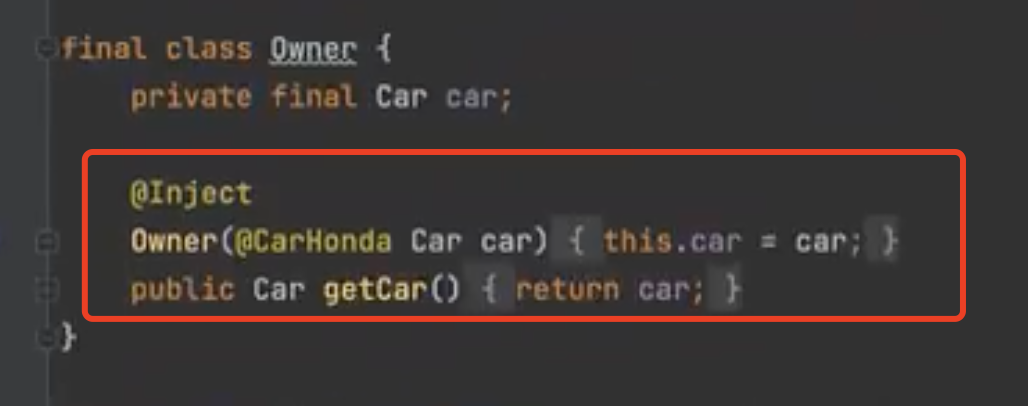 final class Owner {
private final Car car;
@Inject
Owner(@CarHonda Car car) { this.car = car; }
public Car getCar() { return car; }
}